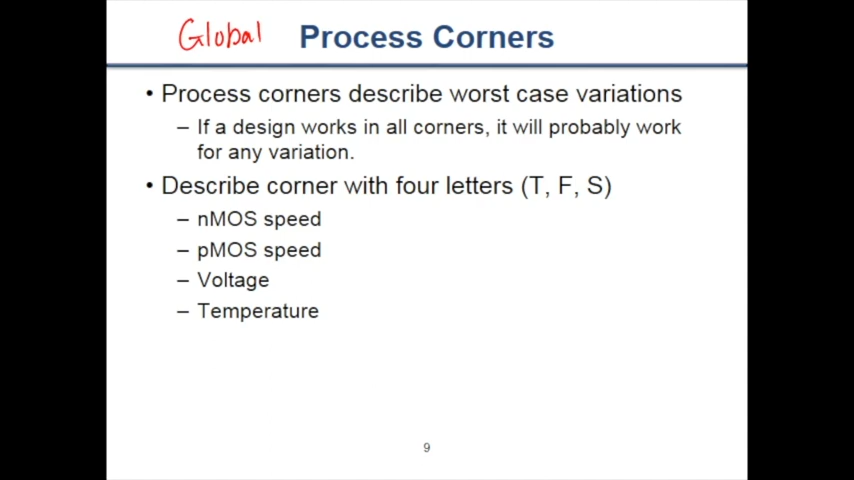 Global Process Corners
• Process corners describe worst case variations
– If a design works in all corners, it will probably work
for any variation.
• Describe corner with four letters (T, F, S)
– nMOS speed
– pMOS speed
– Voltage
– Temperature
9